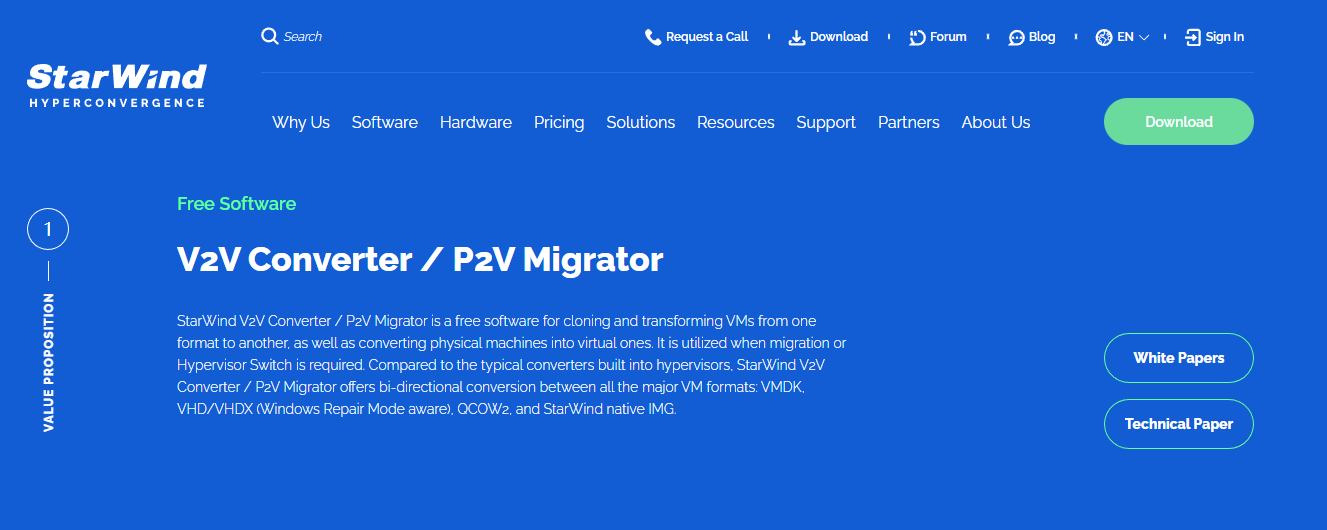 Search
Request a Call
Download
Forum
Blog
EN
Sign In
StarWind
HYPERCONVERGENCE
Why Us
Software
Hardware
Pricing
Solutions
Resources
Support
Partners
About Us
Download
Free Software
1
VALUE PROPOSITION
V2V Converter / P2V Migrator
StarWind V2V Converter / P2V Migrator is a free software for cloning and transforming VMs from one
format to another, as well as converting physical machines into virtual ones. It is utilized when migration or
Hypervisor Switch is required. Compared to the typical converters built into hypervisors, StarWind V2V
Converter / P2V Migrator offers bi-directional conversion between all the major VM formats: VMDK,
VHD/VHDX (Windows Repair Mode aware), QCOW2, and StarWind native IMG.
White Papers
Technical Paper